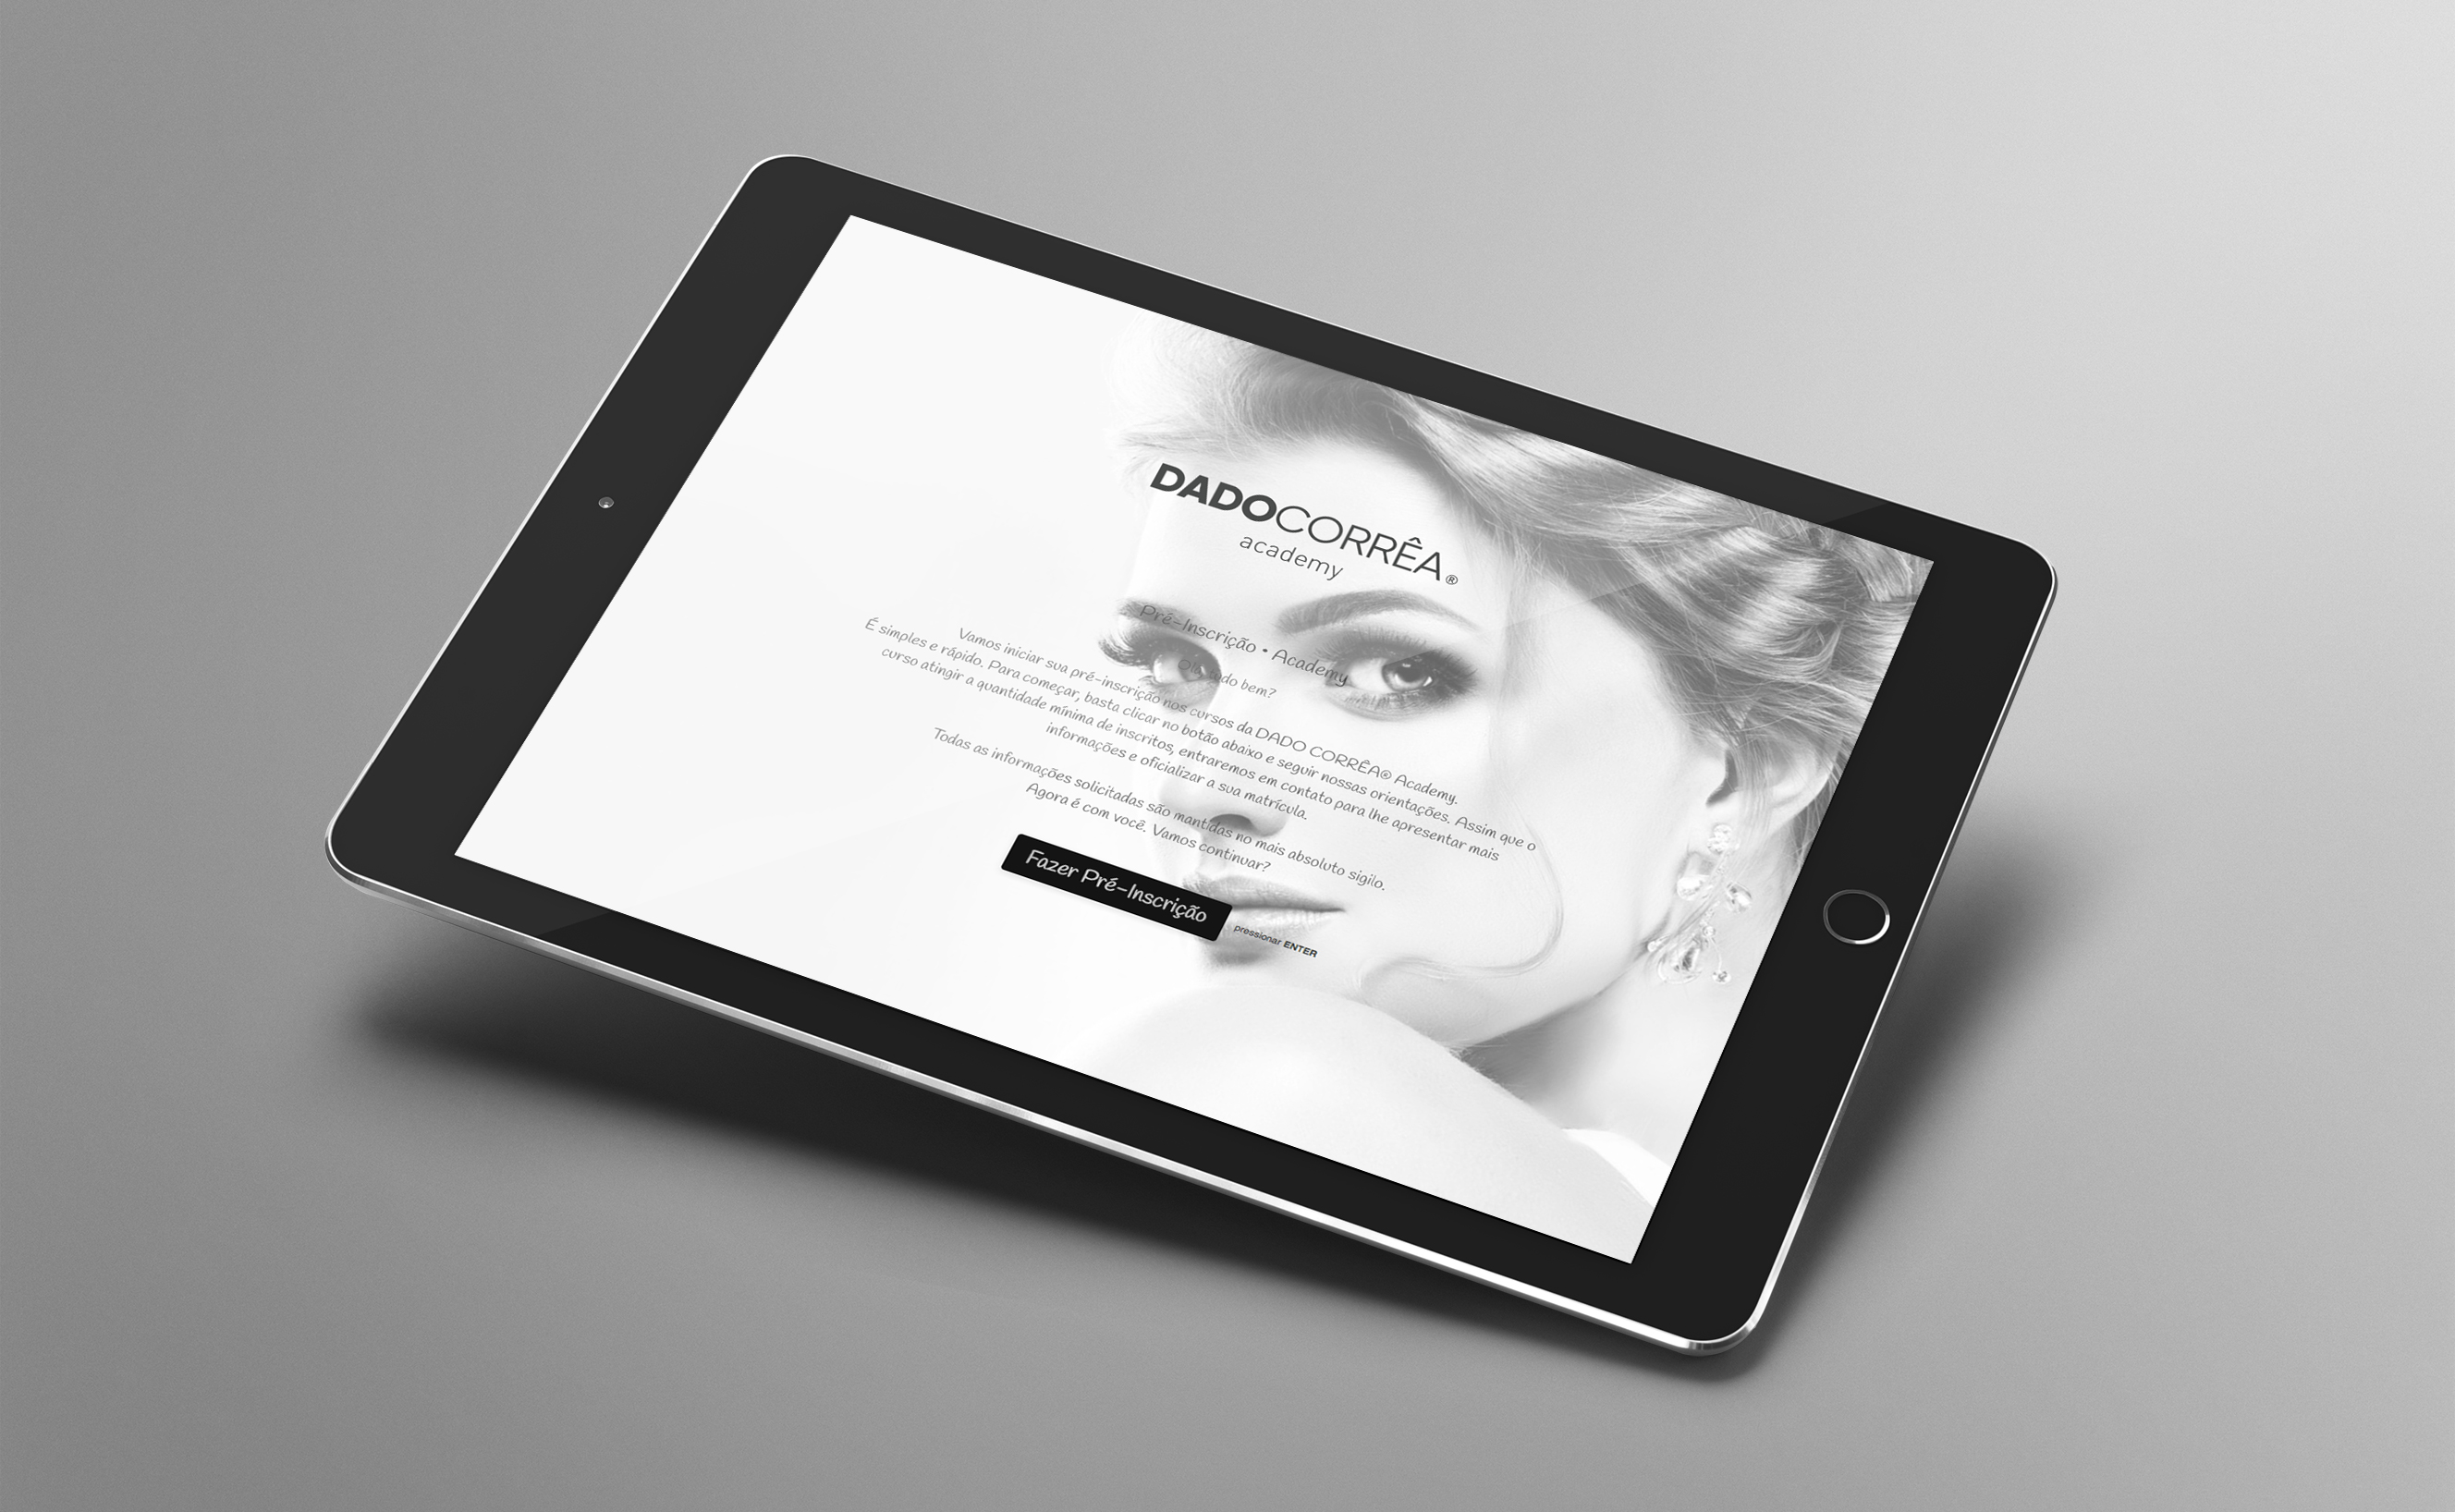 DADOCORRÊA®
academy
Pré-Inscrição • Academy
tudo bem?
Vamos iniciar sua pré-inscrição nos cursos da DADO CORRÊA® Academy.
É simples e rápido. Para começar, basta clicar no botão abaixo e seguir nossas orientações. Assim que o
curso atingir a quantidade mínima de inscritos, entraremos em contato para lhe apresentar mais
informações e oficializar a sua matrícula.
Todas as informações solicitadas são mantidas no mais absoluto sigilo.
Agora é com você. Vamos continuar?
Fazer Pré-Inscrição
pressionar ENTER